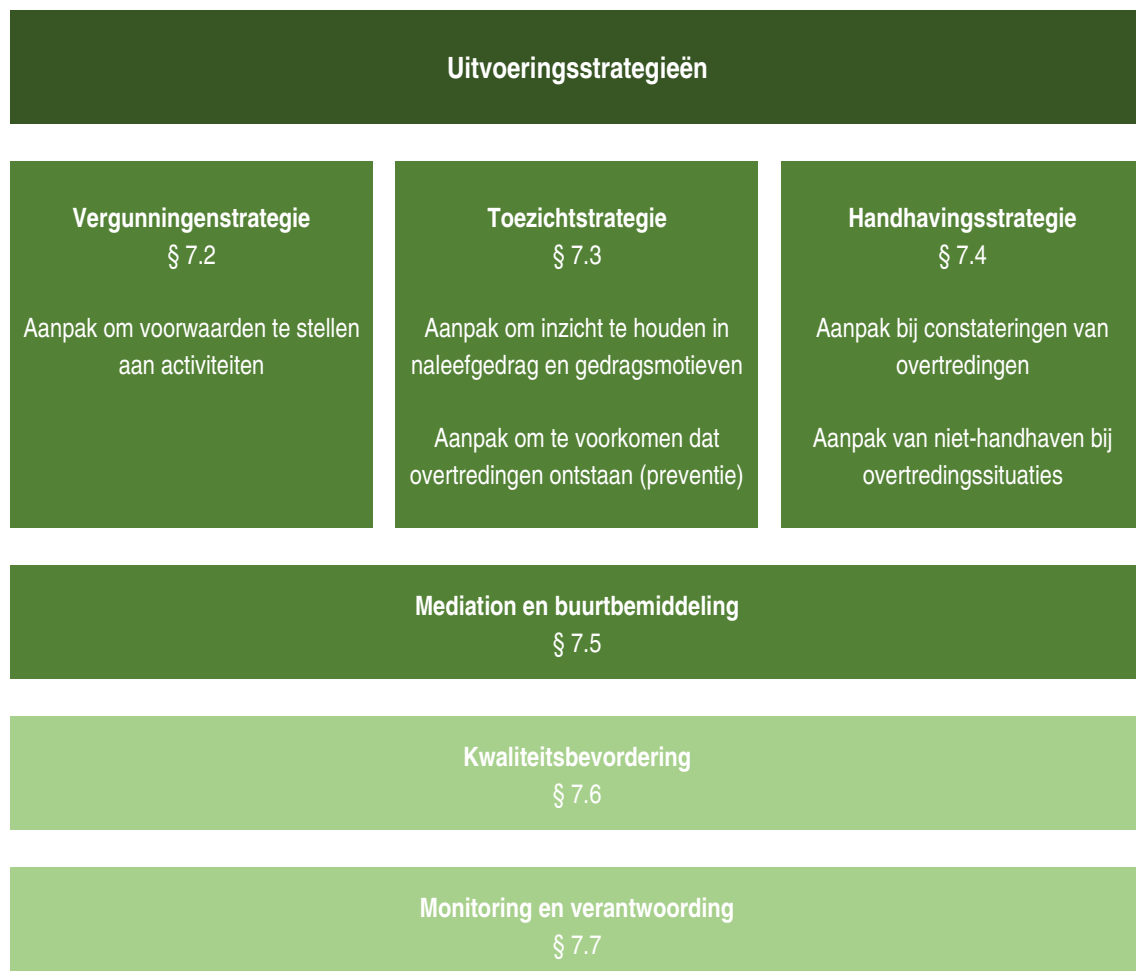 Uitvoeringsstrategieën
Vergunningenstrategie
§ 7.2
Aanpak om voorwaarden te stellen
aan activiteiten
Toezichtstrategie
§ 7.3
Aanpak om inzicht te houden in
naleefgedrag en gedragsmotieven
Aanpak om te voorkomen dat
overtredingen ontstaan (preventie)
Handhavingsstrategie
§ 7.4
Aanpak bij constateringen van
overtredingen
Aanpak van niet-handhaven bij
overtredingssituaties
Mediation en buurtbemiddeling
§ 7.5
Kwaliteitsbevordering
§ 7.6
Monitoring en verantwoording
§ 7.7